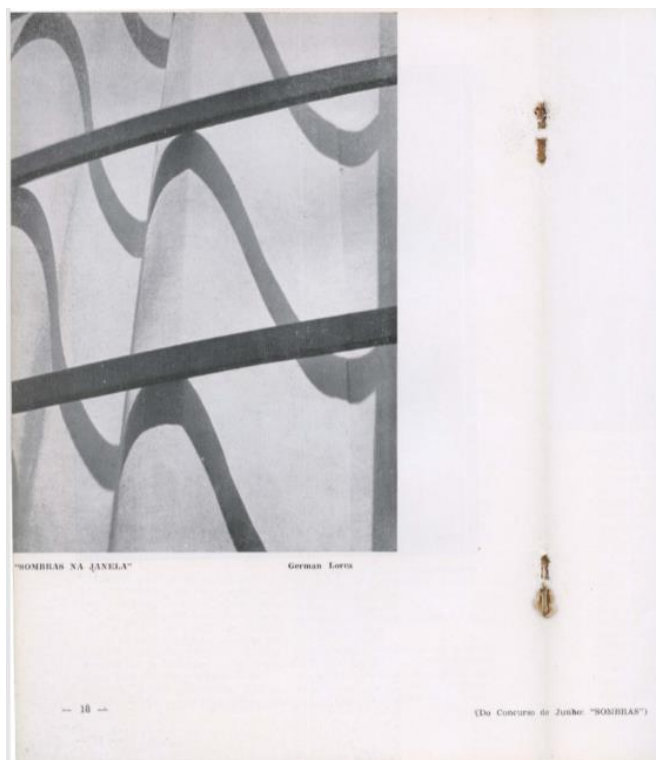 "SOMBRAS NA JANELA" German Lorca
— 18 —
(Do Concurso de Junho: "SOMBRAS")